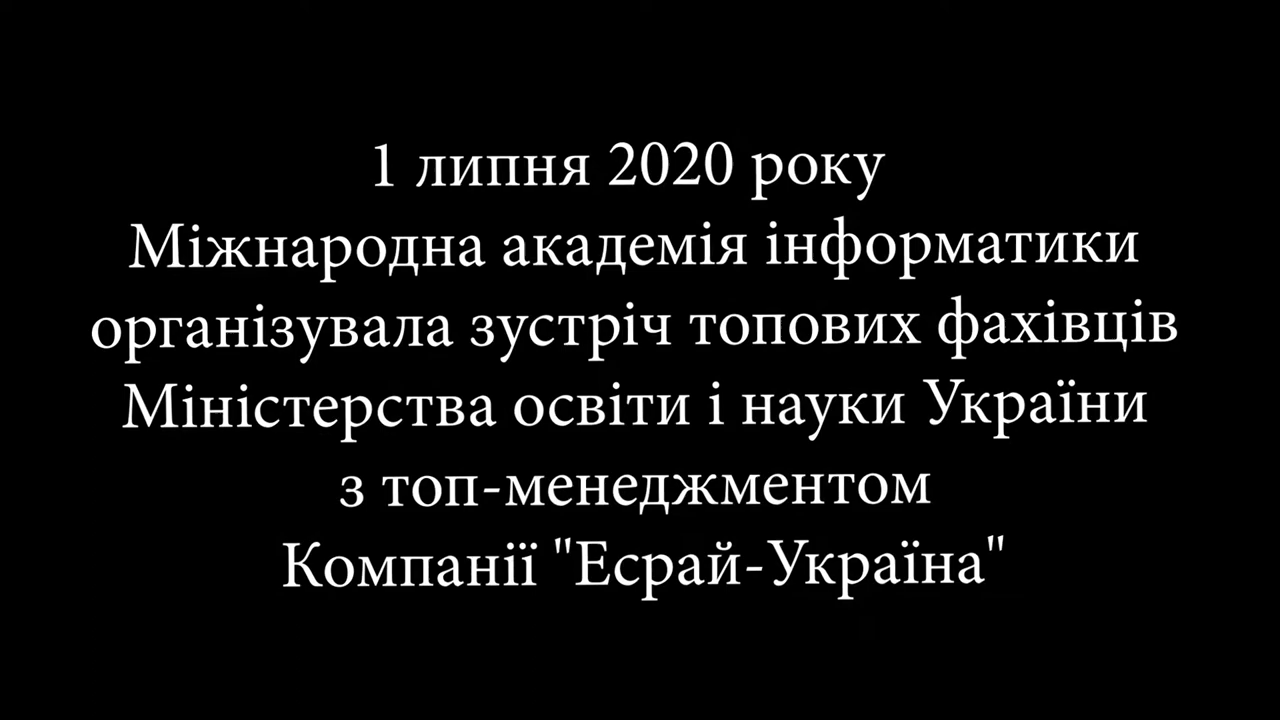 1 липня 2020 року
Міжнародна академія інформатики
організувала зустріч топових фахівців
Міністерства освіти і науки України
з топ-менеджментом
Компанії "Есрай-Україна"